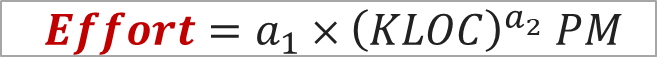 Effort = a₁ × (KLOC)^a₂ PM